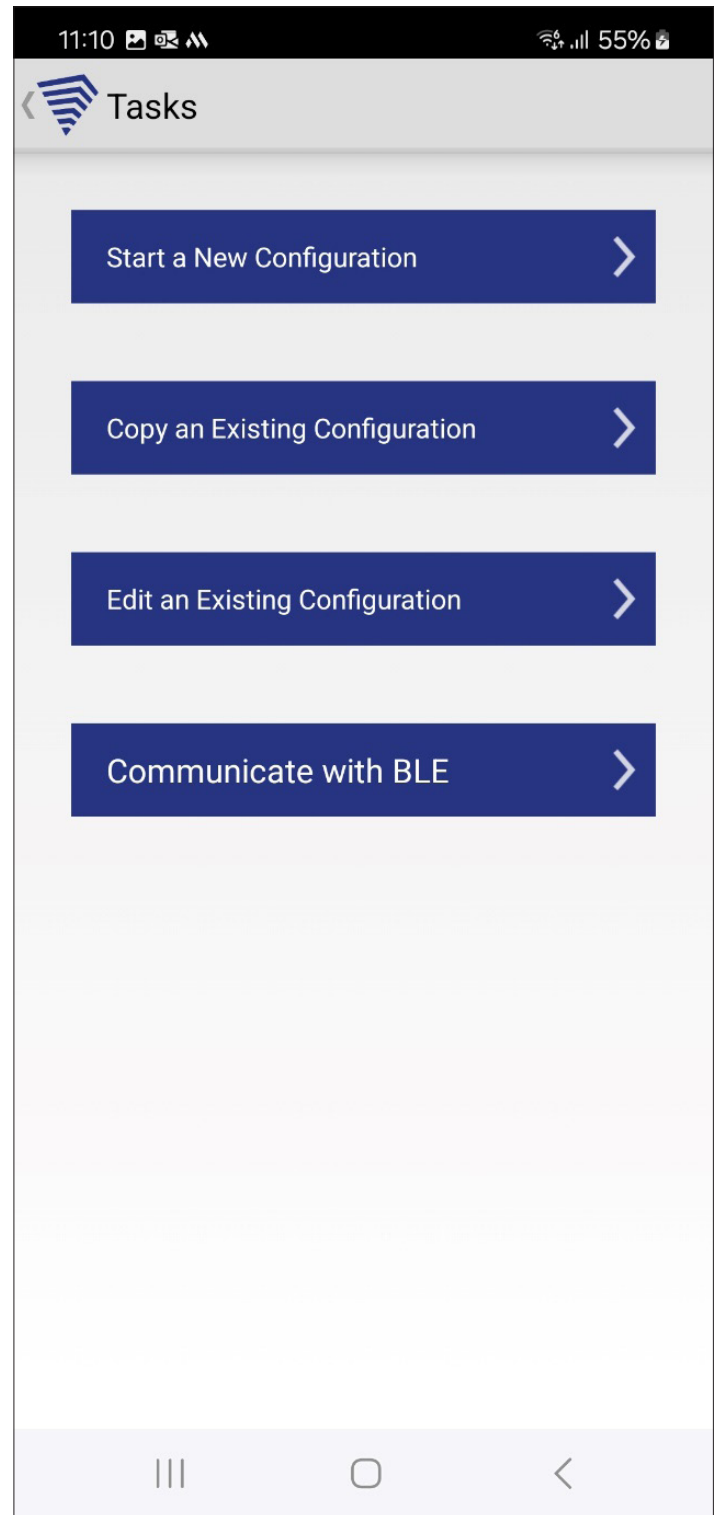 11:10
55%
Tasks
Start a New Configuration
Copy an Existing Configuration
Edit an Existing Configuration
Communicate with BLE